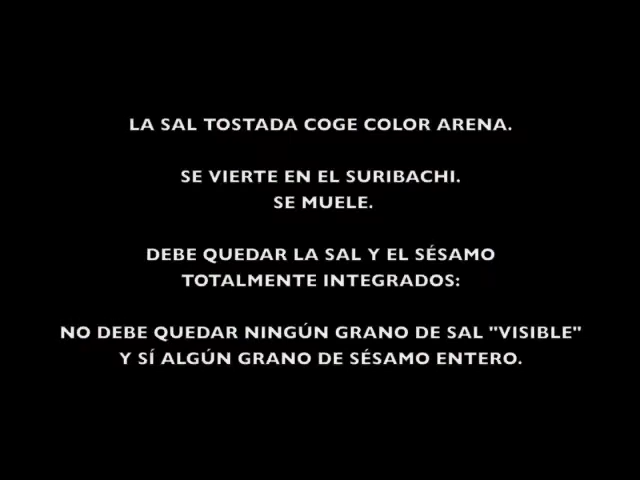 LA SAL TOSTADA COGE COLOR ARENA.
SE VIERTE EN EL SURIBACHI.
SE MUELE.
DEBE QUEDAR LA SAL Y EL SÉSAMO
TOTALMENTE INTEGRADOS:
NO DEBE QUEDAR NINGÚN GRANO DE SAL "VISIBLE"
Y SÍ ALGÚN GRANO DE SÉSAMO ENTERO.